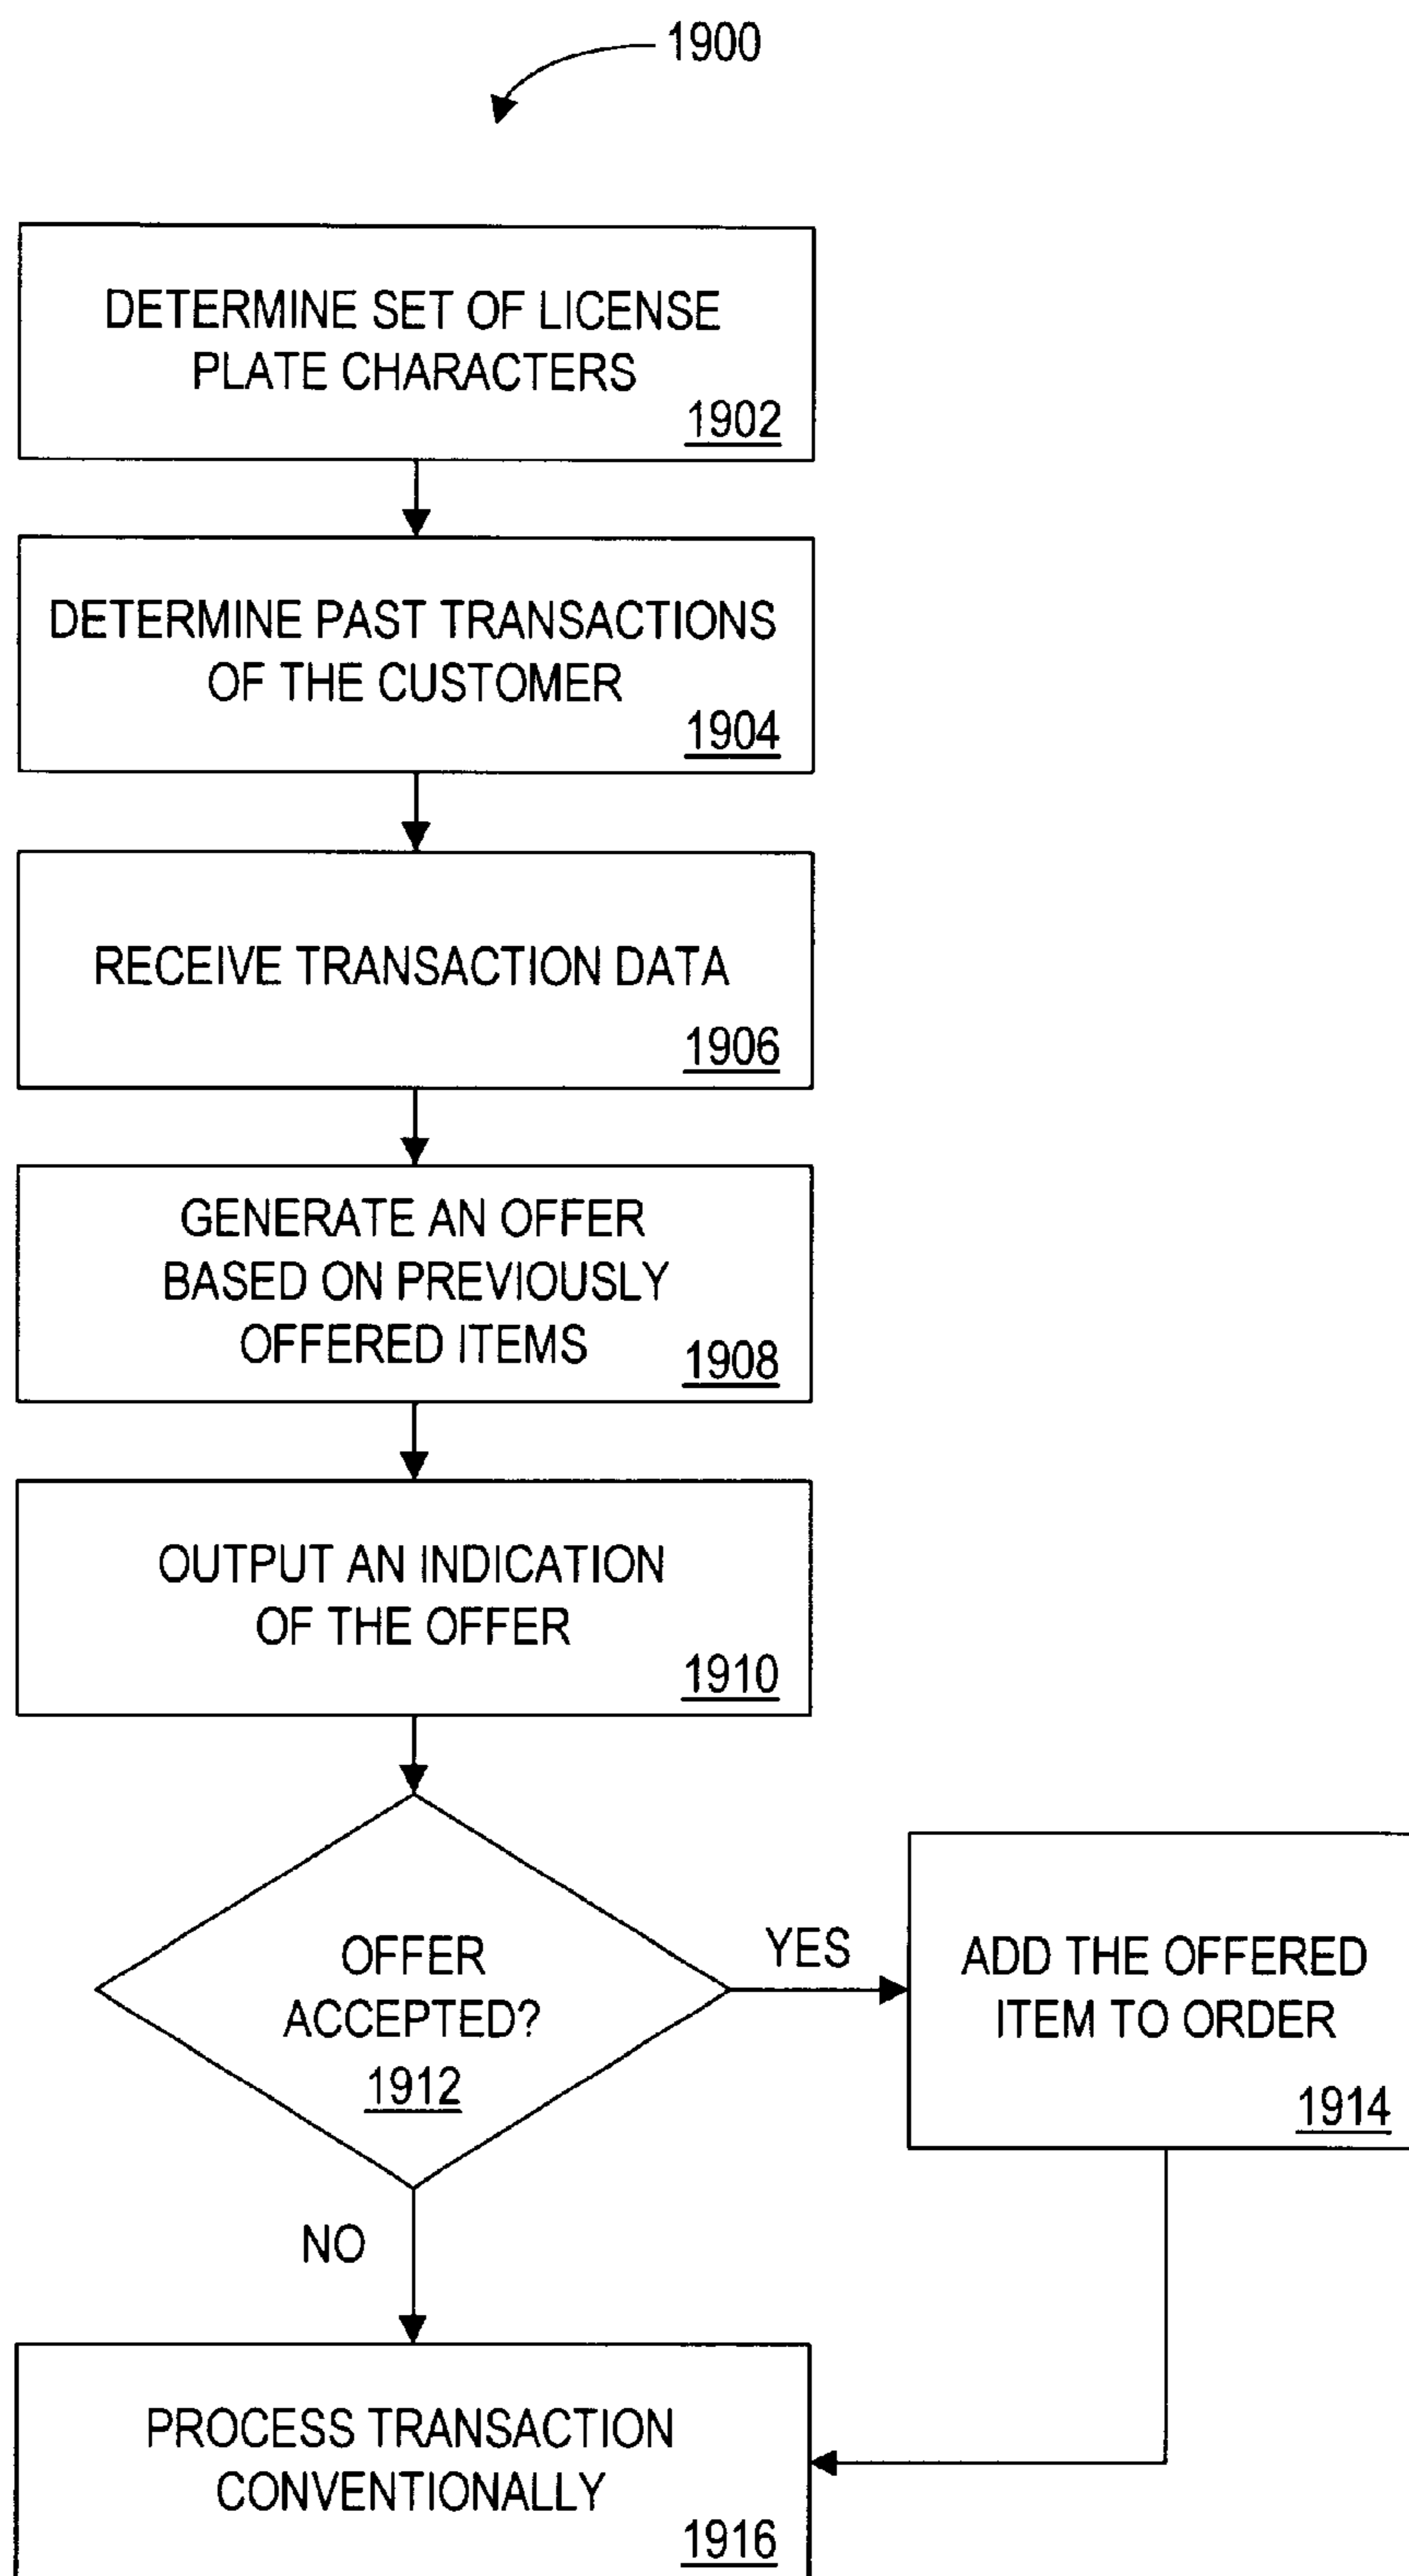 1900
DETERMINE SET OF LICENSE
PLATE CHARACTERS
1902
DETERMINE PAST TRANSACTIONS
OF THE CUSTOMER
1904
RECEIVE TRANSACTION DATA
1906
GENERATE AN OFFER
BASED ON PREVIOUSLY
OFFERED ITEMS
1908
OUTPUT AN INDICATION
OF THE OFFER
1910
OFFER
ACCEPTED?
1912
YES
ADD THE OFFERED
ITEM TO ORDER
1914
NO
PROCESS TRANSACTION
CONVENTIONALLY
1916